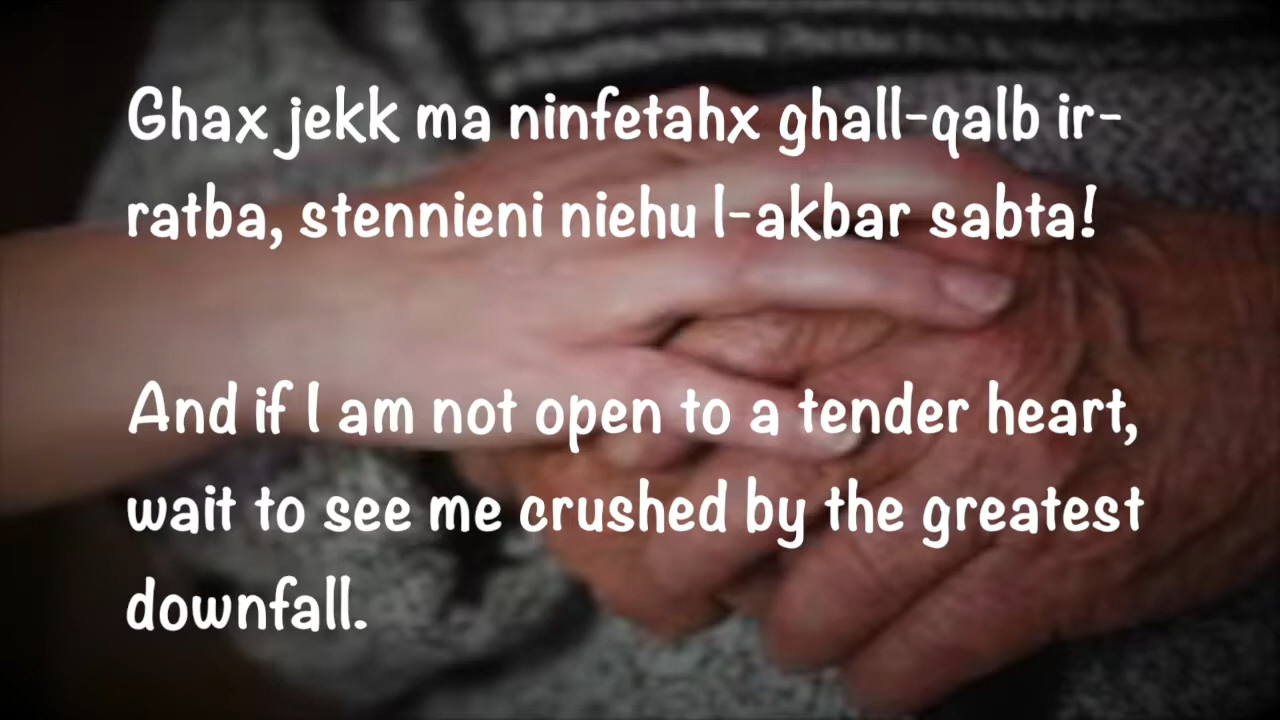 Ghax jekk ma ninfetahx ghall-qalb ir-
ratba, stennieni niehu l-akbar sabta!
And if I am not open to a tender heart,
wait to see me crushed by the greatest
downfall.